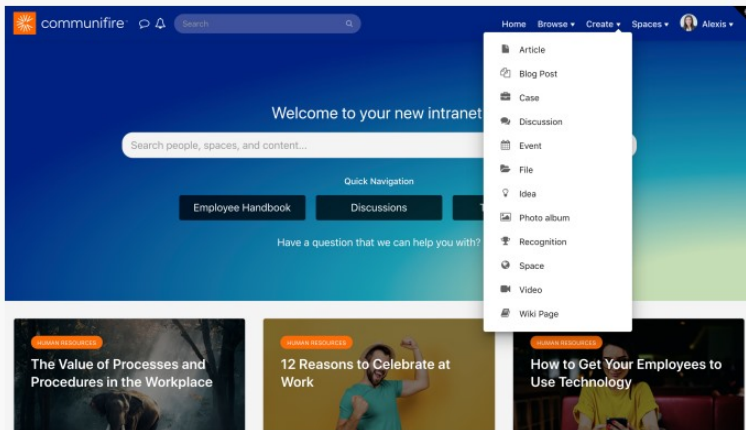 communifire
Search
Home Browse Create Spaces Alexis
Article
Blog Post
Case
Discussion
Event
File
Idea
Photo album
Recognition
Space
Video
Wiki Page
Welcome to your new intranet
Search people, spaces, and content...
Quick Navigation
Employee Handbook
Discussions
Have a question that we can help you with?
HUMAN RESOURCES
The Value of Processes and
Procedures in the Workplace
HUMAN RESOURCES
12 Reasons to Celebrate at
Work
HUMAN RESOURCES
How to Get Your Employees to
Use Technology